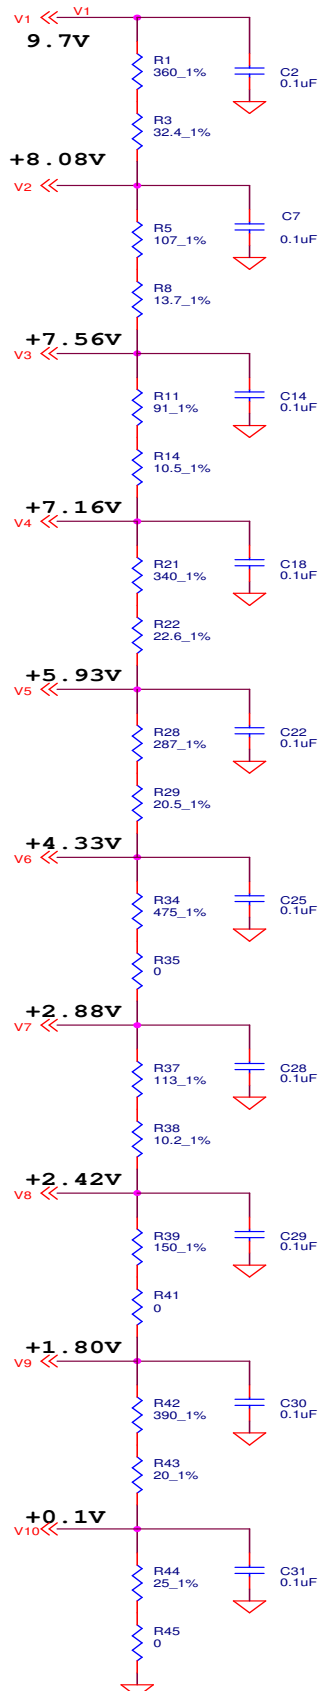 V1
V1
9.7V
R1
360_1%
C2
0.1uF
R3
32.4_1%
+8.08V
V2
C7
0.1uF
R5
107_1%
R8
13.7_1%
+7.56V
V3
R11
91_1%
C14
0.1uF
R14
10.5_1%
+7.16V
V4
R21
340_1%
C18
0.1uF
R22
22.6_1%
+5.93V
V5
R28
287_1%
C22
0.1uF
R29
20.5_1%
+4.33V
V6
R34
475_1%
C25
0.1uF
R35
0
+2.88V
V7
R37
113_1%
C28
0.1uF
R38
10.2_1%
+2.42V
V8
R39
150_1%
C29
0.1uF
R41
0
+1.80V
V9
R42
390_1%
C30
0.1uF
R43
20_1%
+0.1V
V10
R44
25_1%
C31
0.1uF
R45
0